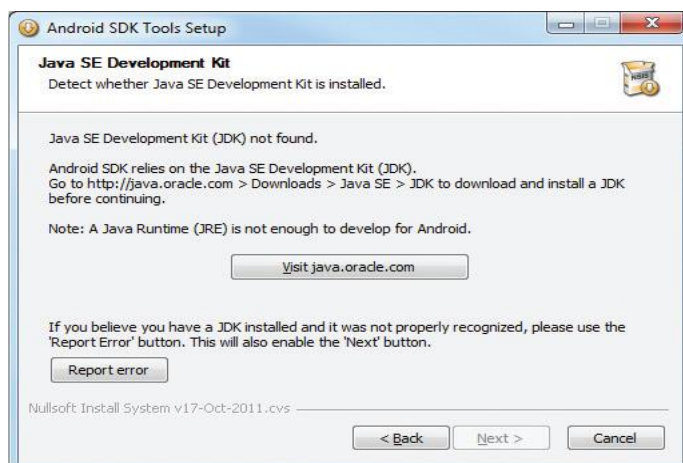 Android SDK Tools Setup
Java SE Development Kit
Detect whether Java SE Development Kit is installed.
NSIS
Java SE Development Kit (JDK) not found.
Android SDK relies on the Java SE Development Kit (JDK).
Go to http://java.oracle.com > Downloads > Java SE > JDK to download and install a JDK
before continuing.
Note: A Java Runtime (JRE) is not enough to develop for Android.
Visit java.oracle.com
If you believe you have a JDK installed and it was not properly recognized, please use the
'Report Error' button. This will also enable the 'Next' button.
Report error
Nullsoft Install System v17-Oct-2011.cvs
< Back Next > Cancel